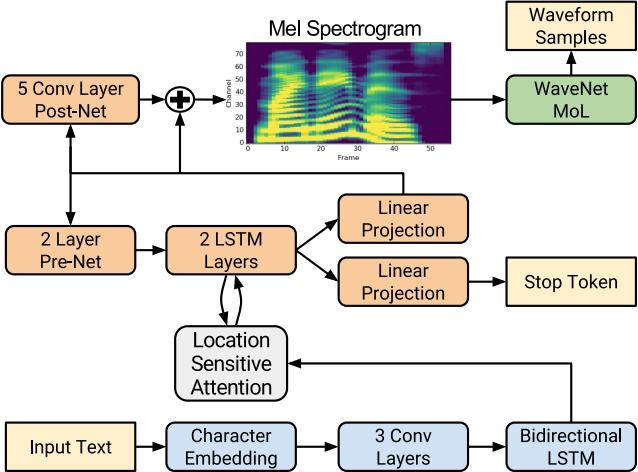 Mel Spectrogram
Waveform
Samples
5 Conv Layer
Post-Net
Channel
70
60
50
40
30
20
10
0
0
10
20
30
40
50
Frame
WaveNet
MoL
2 Layer
Pre-Net
2 LSTM
Layers
Linear
Projection
Linear
Projection
Stop Token
Location
Sensitive
Attention
Input Text
Character
Embedding
3 Conv
Layers
Bidirectional
LSTM